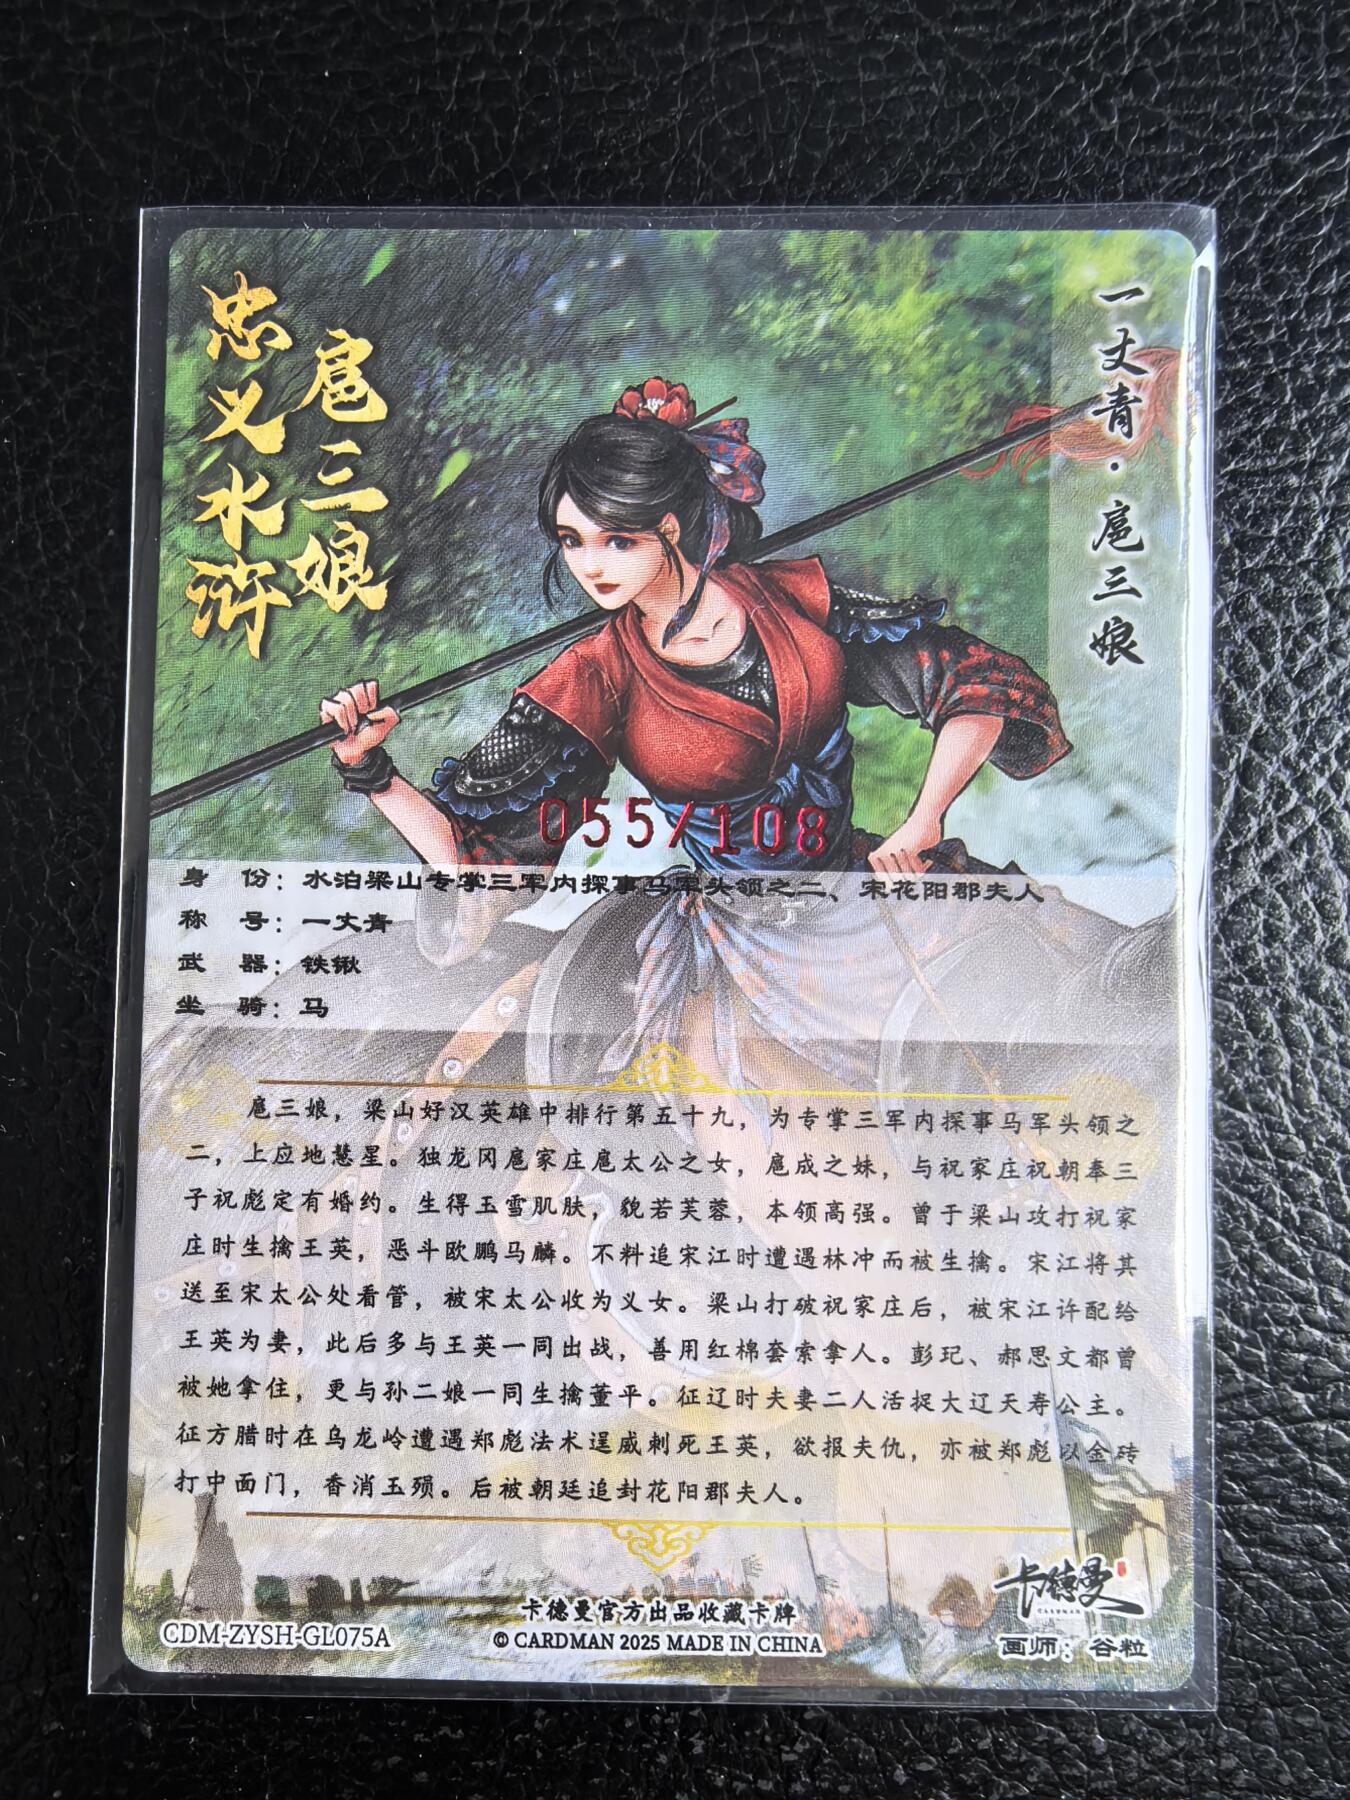 忠义水浒
扈三娘
一丈青·扈三娘
055/108
身 份：水泊梁山专掌三军内探事马军头领之二、宋花阳郡夫人
称 号：一丈青
武 器：铁锹
坐 骑：马
扈三娘，梁山好汉英雄中排行第五十九，为专掌三军内探事马军头领之
二，上应地慧星。独龙冈扈家庄扈太公之女，扈成之妹，与祝家庄祝朝奉三
子祝彪定有婚约。生得玉雪肌肤，貌若芙蓉，本领高强。曾于梁山攻打祝家
庄时生擒王英，恶斗欧鹏马麟。不料追宋江时遭遇林冲而被生擒。宋江将其
送至宋太公处看管，被宋太公收为义女。梁山打破祝家庄后，被宋江许配给
王英为妻，此后多与王英一同出战，善用红棉套索拿人。彭玘、郝思文都曾
被她拿住，更与孙二娘一同生擒董平。征辽时夫妻二人活捉大辽天寿公主。
征方腊时在乌龙岭遭遇郑彪法术逞威刺死王英，欲报夫仇，亦被郑彪以金砖
打中面门，香消玉殒。后被朝廷追封花阳郡夫人。
卡德曼
CARDMAN
卡德曼官方出品收藏卡牌
CDM-ZYSH-GL075A
© CARDMAN 2025 MADE IN CHINA
画师：谷粒